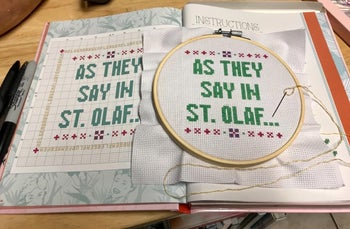 INSTRUCTIONS
AS THEY
SAY IN
ST. OLAF...
AS THEY
SAY IN
ST. OLAF...